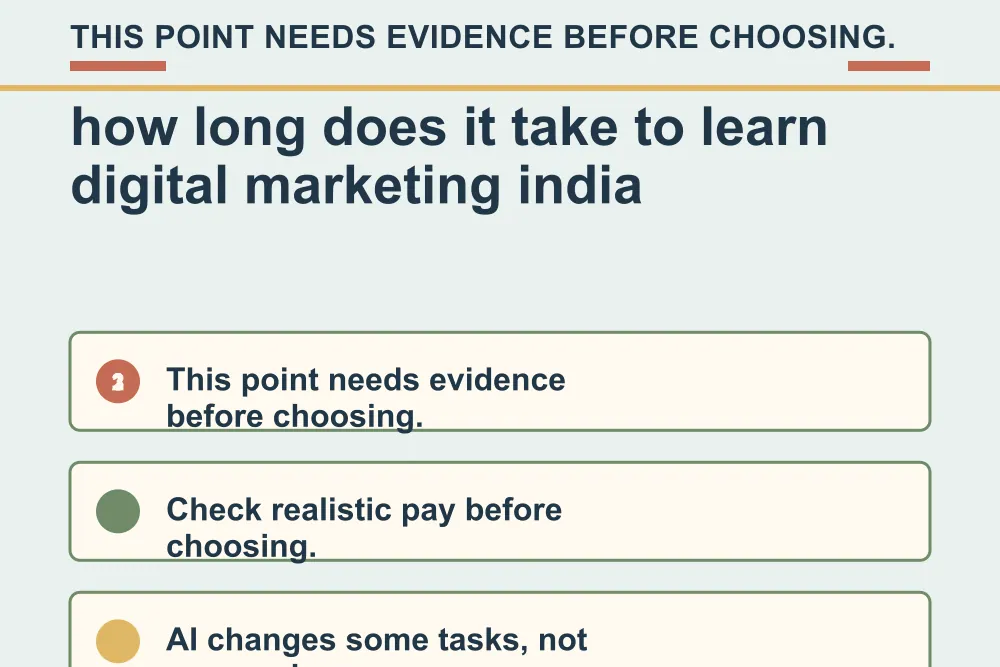 THIS POINT NEEDS EVIDENCE BEFORE CHOOSING.
how long does it take to learn
digital marketing india
This point needs evidence
before choosing.
Check realistic pay before
choosing.
AI changes some tasks, not